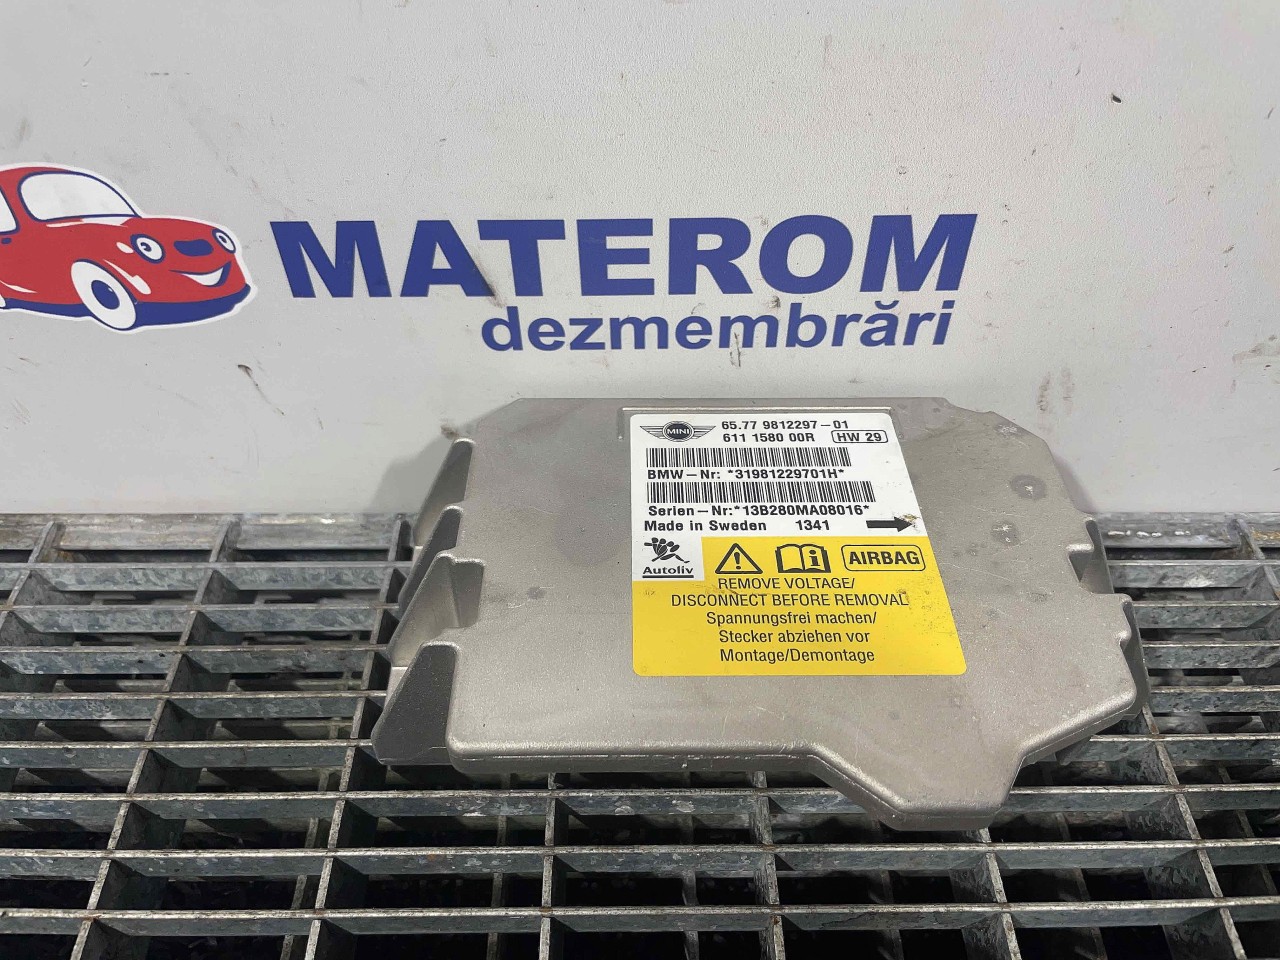 MATEROM
dezmembrări
MINI
65.77 9812297-01
611 1580 00R HW 29
BMW-Nr: *31981229701H*
Serien-Nr:*13B280MA08016*
Made in Sweden 1341
Autoliv
AIRBAG
REMOVE VOLTAGE/
DISCONNECT BEFORE REMOVAL
Spannungsfrei machen/
Stecker abziehen vor
Montage/Demontage